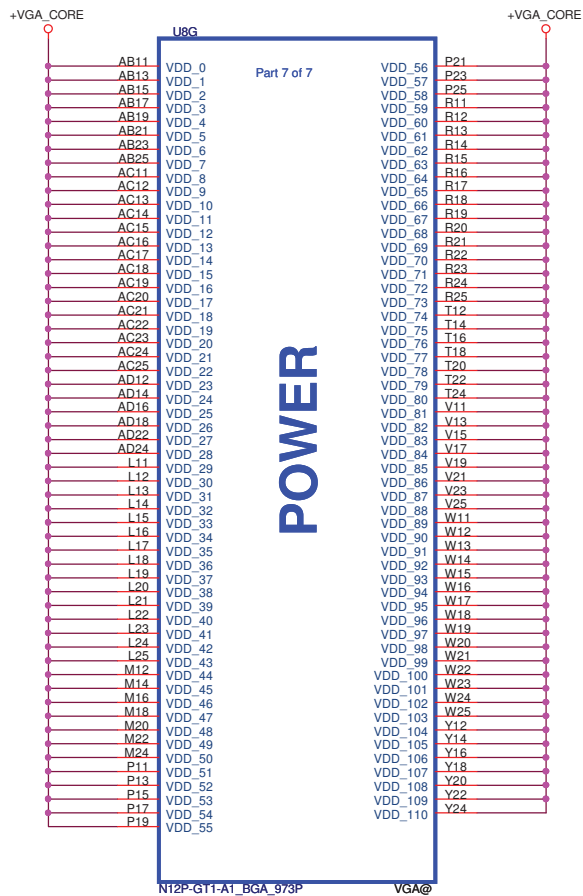 +VGA_CORE
+VGA_CORE
U8G
Part 7 of 7
AB11 VDD_0
AB13 VDD_1
AB15 VDD_2
AB17 VDD_3
AB19 VDD_4
AB21 VDD_5
AB23 VDD_6
AB25 VDD_7
AC11 VDD_8
AC12 VDD_9
AC13 VDD_10
AC14 VDD_11
AC15 VDD_12
AC16 VDD_13
AC17 VDD_14
AC18 VDD_15
AC19 VDD_16
AC20 VDD_17
AC21 VDD_18
AC22 VDD_19
AC23 VDD_20
AC24 VDD_21
AC25 VDD_22
AD12 VDD_23
AD14 VDD_24
AD16 VDD_25
AD18 VDD_26
AD22 VDD_27
AD24 VDD_28
L11 VDD_29
L12 VDD_30
L13 VDD_31
L14 VDD_32
L15 VDD_33
L16 VDD_34
L17 VDD_35
L18 VDD_36
L19 VDD_37
L20 VDD_38
L21 VDD_39
L22 VDD_40
L23 VDD_41
L24 VDD_42
L25 VDD_43
M12 VDD_44
M14 VDD_45
M16 VDD_46
M18 VDD_47
M20 VDD_48
M22 VDD_49
M24 VDD_50
P11 VDD_51
P13 VDD_52
P15 VDD_53
P17 VDD_54
P19 VDD_55
POWER
VDD_56 P21
VDD_57 P23
VDD_58 P25
VDD_59 R11
VDD_60 R12
VDD_61 R13
VDD_62 R14
VDD_63 R15
VDD_64 R16
VDD_65 R17
VDD_66 R18
VDD_67 R19
VDD_68 R20
VDD_69 R21
VDD_70 R22
VDD_71 R23
VDD_72 R24
VDD_73 R25
VDD_74 T12
VDD_75 T14
VDD_76 T16
VDD_77 T18
VDD_78 T20
VDD_79 T22
VDD_80 T24
VDD_81 V11
VDD_82 V13
VDD_83 V15
VDD_84 V17
VDD_85 V19
VDD_86 V21
VDD_87 V23
VDD_88 V25
VDD_89 W11
VDD_90 W12
VDD_91 W13
VDD_92 W14
VDD_93 W15
VDD_94 W16
VDD_95 W17
VDD_96 W18
VDD_97 W19
VDD_98 W20
VDD_99 W21
VDD_100 W22
VDD_101 W23
VDD_102 W24
VDD_103 W25
VDD_104 Y12
VDD_105 Y14
VDD_106 Y16
VDD_107 Y18
VDD_108 Y20
VDD_109 Y22
VDD_110 Y24
N12P-GT1-A1_BGA_973P
VGA@